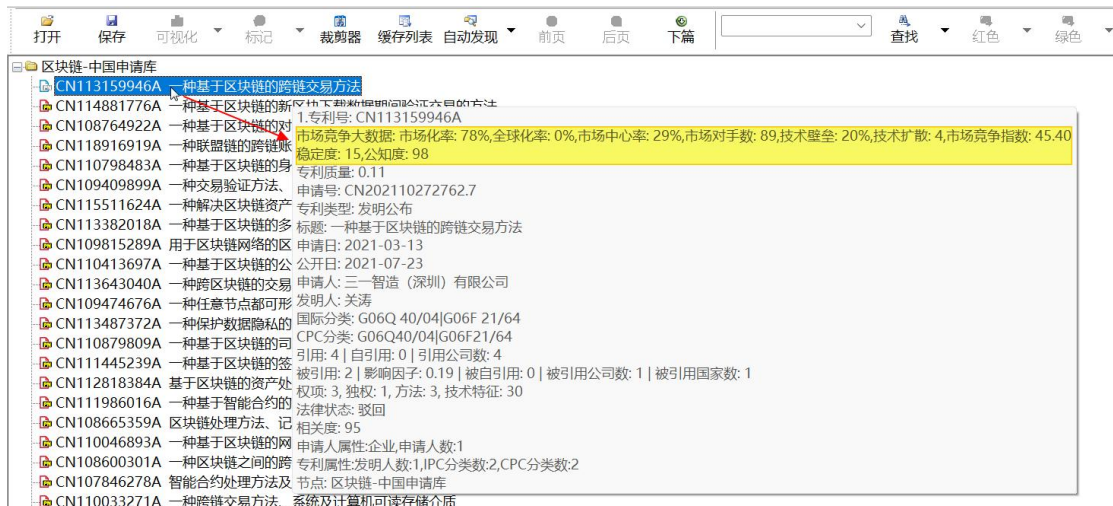 打开 保存 可视化 标记 裁剪器 缓存列表 自动发现 前页 后页 下篇 查找 红色 绿色
区块链-中国申请库
CN113159946A 一种基于区块链的跨链交易方法
CN114881776A 一种基于区块链的新区块下载数据期间验证交易的方法
CN108764922A 一种基于区块链的对
CN118916919A 一种联盟链的跨链账
CN110798483A 一种基于区块链的身
CN109409899A 一种交易验证方法、
CN115511624A 一种解决区块链资产
CN113382018A 一种基于区块链的多
CN109815289A 用于区块链网络的区
CN110413697A 一种基于区块链的公
CN113643040A 一种跨区块链的交易
CN109474676A 一种任意节点都可形
CN113487372A 一种保护数据隐私的
CN110879809A 一种基于区块链的司
CN111445239A 一种基于区块链的签
CN112818384A 基于区块链的资产处
CN111986016A 一种基于智能合约的
CN108665359A 区块链处理方法、记
CN110046893A 一种基于区块链的网
CN108600301A 一种区块链之间的跨
CN107846278A 智能合约处理方法及
CN110033271A 一种跨链交易方法、系统及计算机可读存储介质
1.专利号: CN113159946A
市场竞争大数据: 市场化率: 78%,全球化率: 0%,市场中心率: 29%,市场对手数: 89,技术壁垒: 20%,技术扩散: 4,市场竞争指数: 45.40
稳定度: 15,公知度: 98
专利质量: 0.11
申请号: CN202110272762.7
专利类型: 发明公布
标题: 一种基于区块链的跨链交易方法
申请日: 2021-03-13
公开日: 2021-07-23
申请人: 三一智造（深圳）有限公司
发明人: 关涛
国际分类: G06Q 40/04|G06F 21/64
CPC分类: G06Q40/04|G06F21/64
引用: 4 | 自引用: 0 | 引用公司数: 4
被引用: 2 | 影响因子: 0.19 | 被自引用: 0 | 被引用公司数: 1 | 被引用国家数: 1
权项: 3, 独权: 1, 方法: 3, 技术特征: 30
法律状态: 驳回
相关度: 95
申请人属性:企业,申请人数:1
专利属性:发明人数:1,IPC分类数:2,CPC分类数:2
节点: 区块链-中国申请库